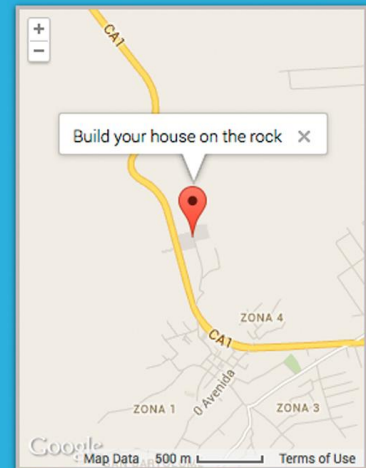 +
CA1
−
Build your house on the rock ×
ZONA 4
CA1
0 Avenida
ZONA 1
ZONA 3
Google
Map Data 500 m Terms of Use